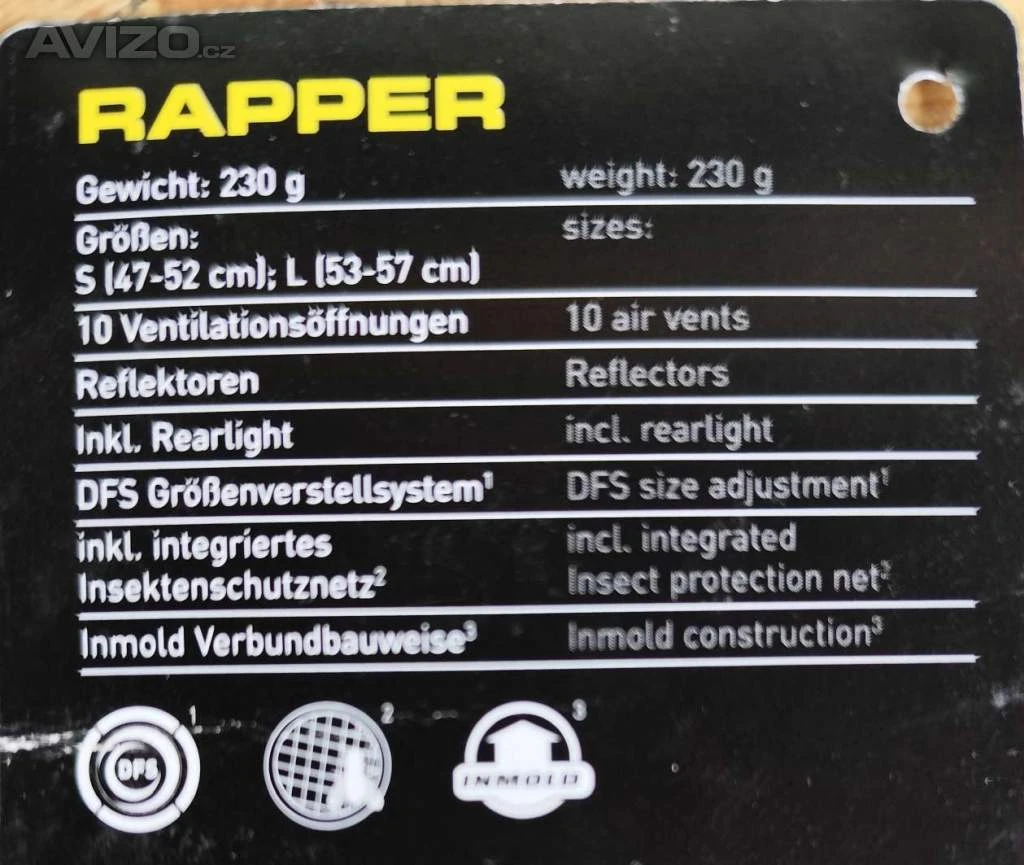 AVIZO.cz
RAPPER
Gewicht: 230 g
weight: 230 g
Größen:
S (47-52 cm); L (53-57 cm)
sizes:
10 Ventilationsöffnungen
10 air vents
Reflektoren
Reflectors
Inkl. Rearlight
incl. rearlight
DFS Größenverstellsystem¹
DFS size adjustment¹
inkl. integriertes
Insektenschutznetz²
incl. integrated
Insect protection net²
Inmold Verbundbauweise³
Inmold construction³
1
2
3
DFS
INMOLD